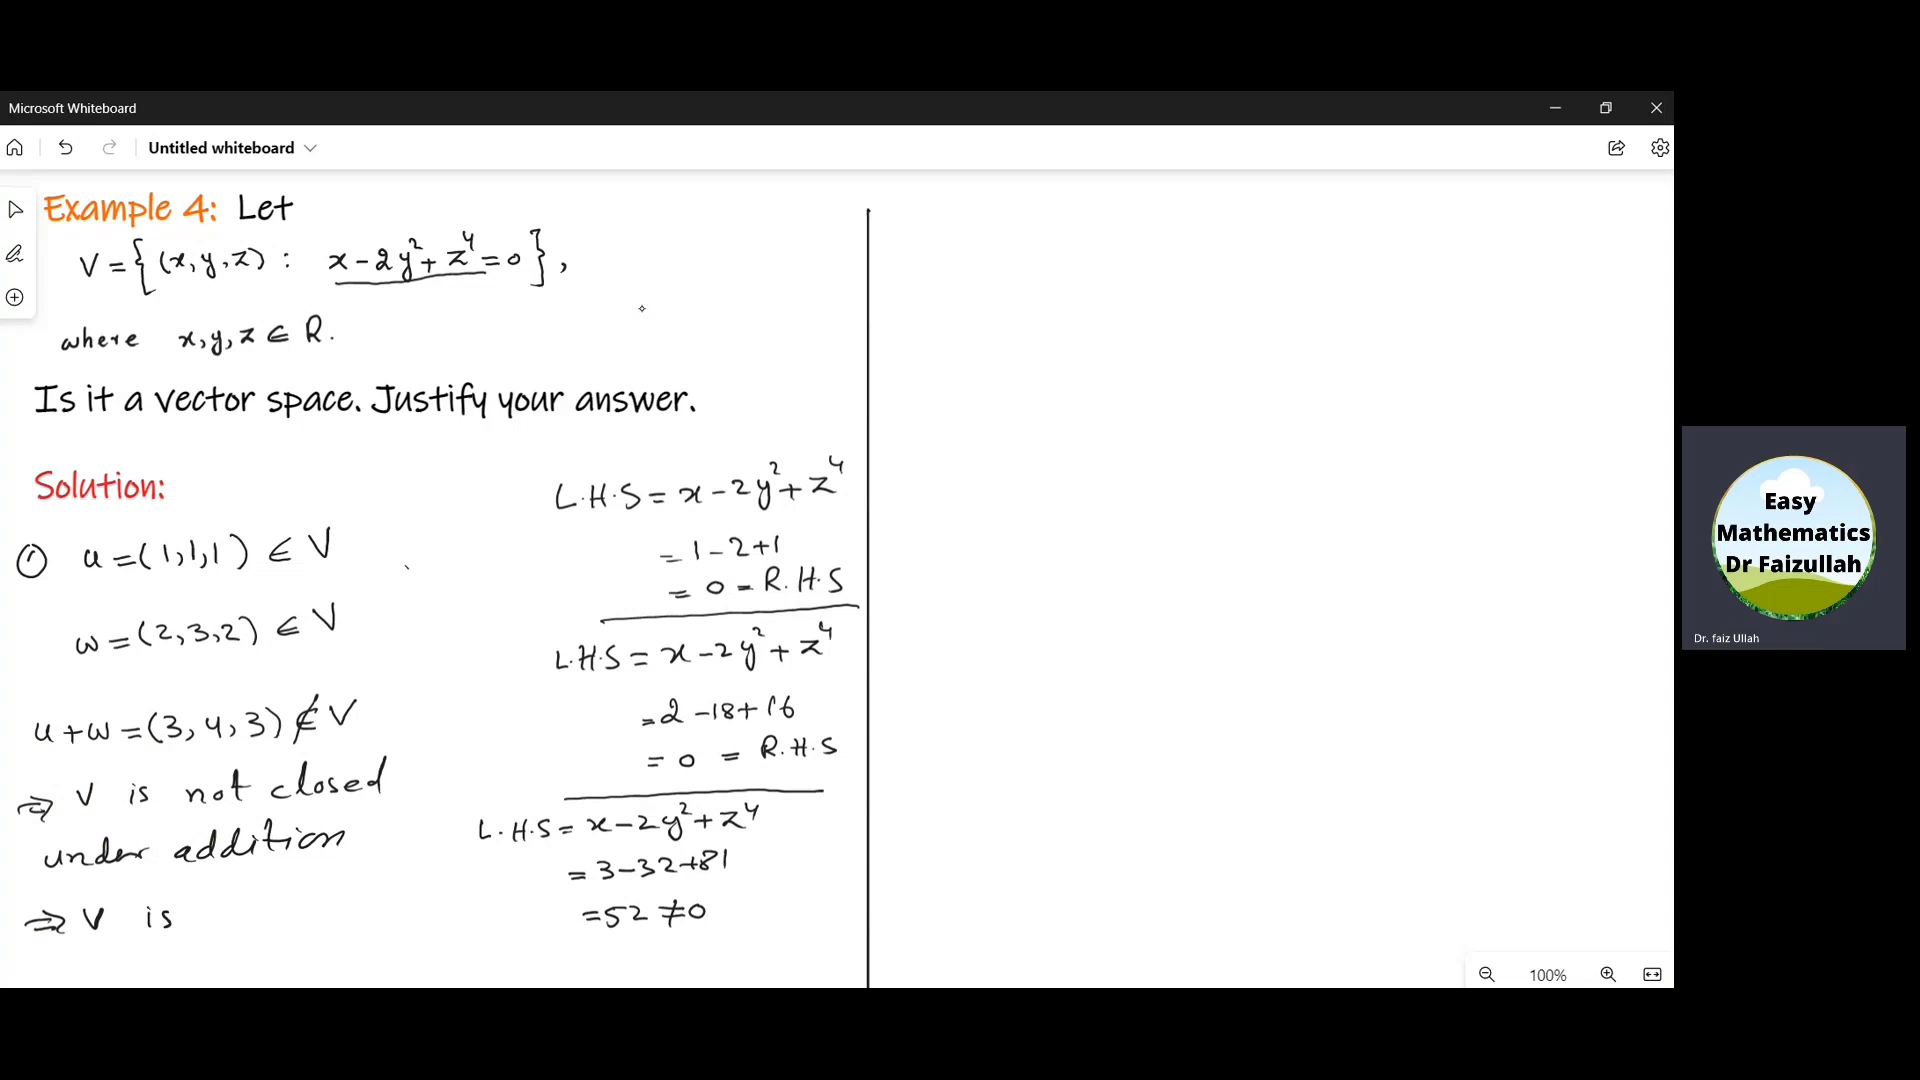 Microsoft Whiteboard
Untitled whiteboard
Example 4: Let
V = { (x, y, z) : x - 2y² + z⁴ = 0 },
where x, y, z ∈ R.
Is it a vector space. Justify your answer.
Solution:
① u = (1, 1, 1) ∈ V
w = (2, 3, 2) ∈ V
u + w = (3, 4, 3) ∉ V
⇒ V is not closed
under addition
⇒ V is
L.H.S = x - 2y² + z⁴
= 1 - 2 + 1
= 0 = R.H.S
L.H.S = x - 2y² + z⁴
= 2 - 18 + 16
= 0 = R.H.S
L.H.S = x - 2y² + z⁴
= 3 - 32 + 81
= 52 ≠ 0
100%
Easy
Mathematics
Dr Faizullah
Dr. faiz Ullah